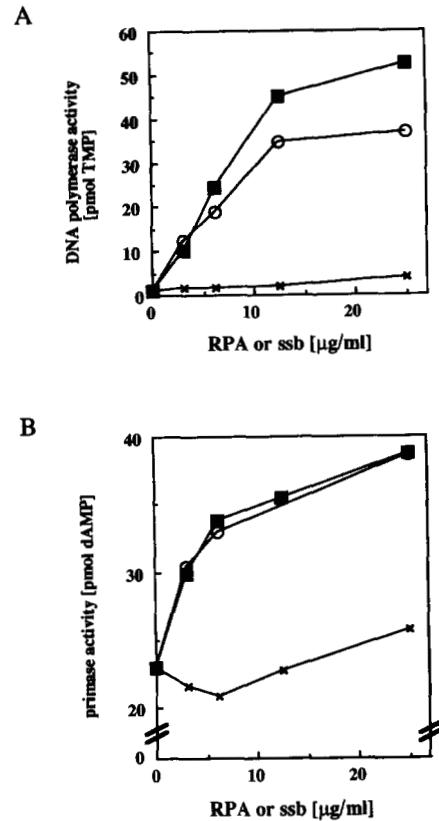 A
60
50
40
30
20
10
0
DNA polymerase activity
[pmol TMP]
0 10 20
RPA or ssb [µg/ml]
B
40
30
20
0
primase activity [pmol dAMP]
0 10 20
RPA or ssb [µg/ml]